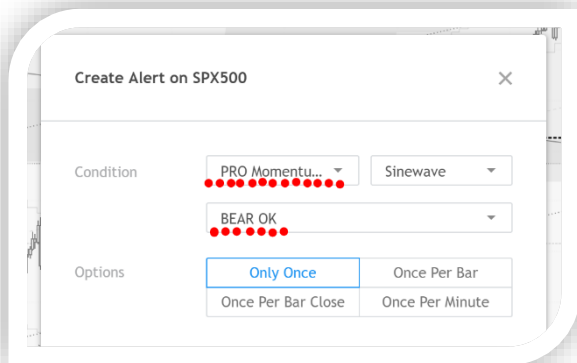 Create Alert on SPX500
Condition PRO Momentu... Sinewave
BEAR OK
Options Only Once Once Per Bar
Once Per Bar Close Once Per Minute